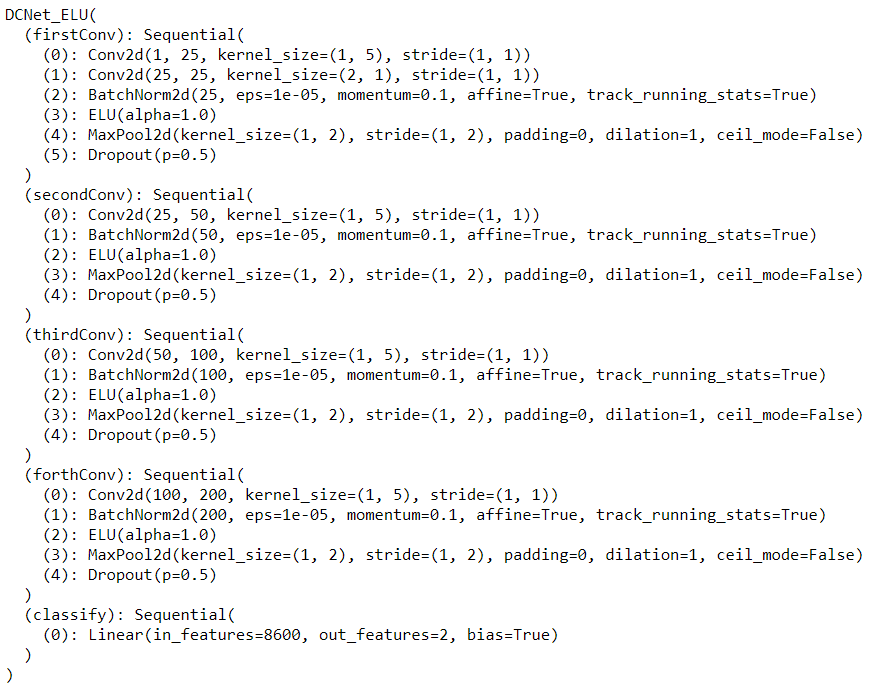 DCNet_ELU(
  (firstConv): Sequential(
    (0): Conv2d(1, 25, kernel_size=(1, 5), stride=(1, 1))
    (1): Conv2d(25, 25, kernel_size=(2, 1), stride=(1, 1))
    (2): BatchNorm2d(25, eps=1e-05, momentum=0.1, affine=True, track_running_stats=True)
    (3): ELU(alpha=1.0)
    (4): MaxPool2d(kernel_size=(1, 2), stride=(1, 2), padding=0, dilation=1, ceil_mode=False)
    (5): Dropout(p=0.5)
  )
  (secondConv): Sequential(
    (0): Conv2d(25, 50, kernel_size=(1, 5), stride=(1, 1))
    (1): BatchNorm2d(50, eps=1e-05, momentum=0.1, affine=True, track_running_stats=True)
    (2): ELU(alpha=1.0)
    (3): MaxPool2d(kernel_size=(1, 2), stride=(1, 2), padding=0, dilation=1, ceil_mode=False)
    (4): Dropout(p=0.5)
  )
  (thirdConv): Sequential(
    (0): Conv2d(50, 100, kernel_size=(1, 5), stride=(1, 1))
    (1): BatchNorm2d(100, eps=1e-05, momentum=0.1, affine=True, track_running_stats=True)
    (2): ELU(alpha=1.0)
    (3): MaxPool2d(kernel_size=(1, 2), stride=(1, 2), padding=0, dilation=1, ceil_mode=False)
    (4): Dropout(p=0.5)
  )
  (forthConv): Sequential(
    (0): Conv2d(100, 200, kernel_size=(1, 5), stride=(1, 1))
    (1): BatchNorm2d(200, eps=1e-05, momentum=0.1, affine=True, track_running_stats=True)
    (2): ELU(alpha=1.0)
    (3): MaxPool2d(kernel_size=(1, 2), stride=(1, 2), padding=0, dilation=1, ceil_mode=False)
    (4): Dropout(p=0.5)
  )
  (classify): Sequential(
    (0): Linear(in_features=8600, out_features=2, bias=True)
  )
)